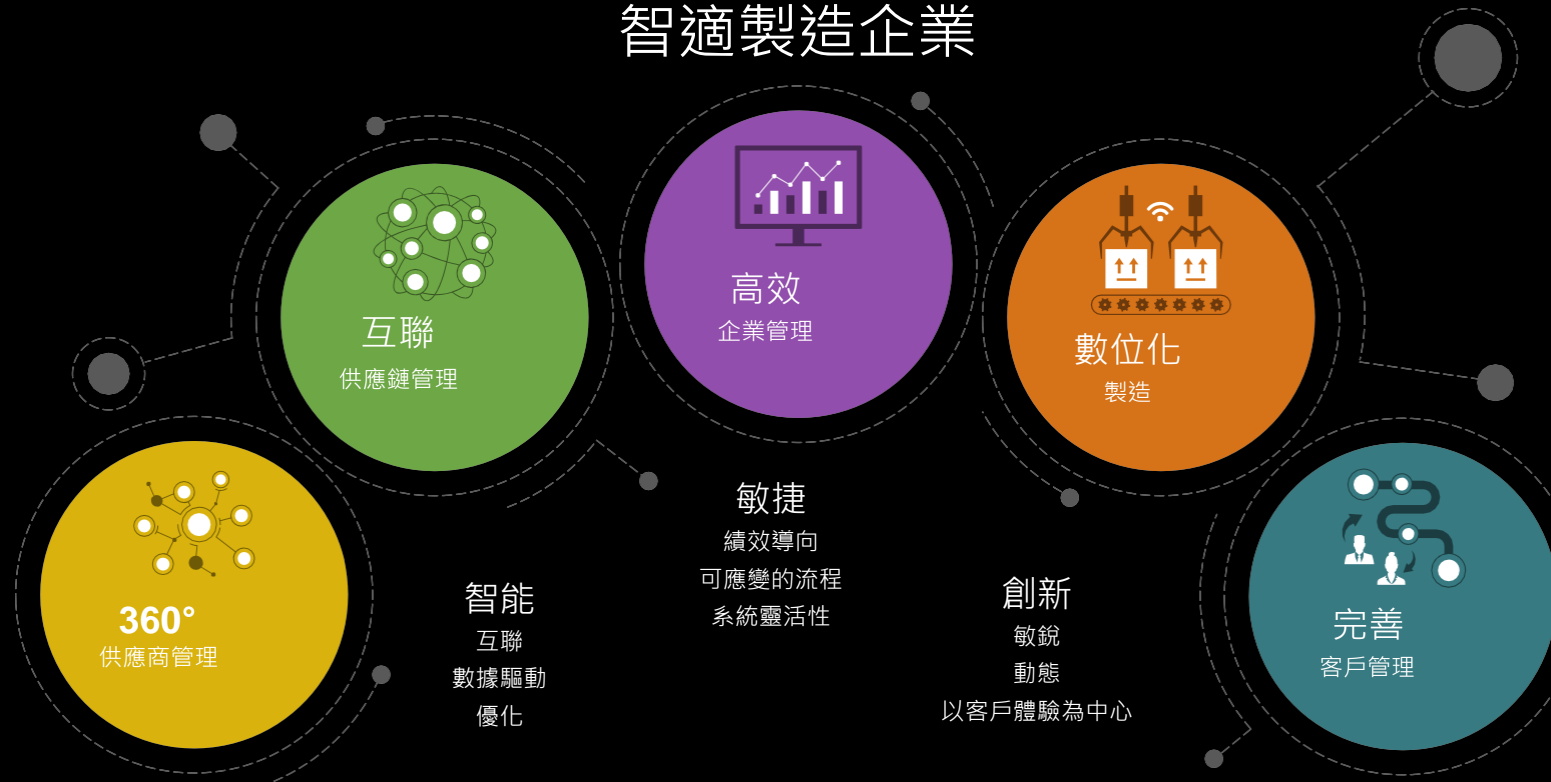 智適製造企業
360°
供應商管理
互聯
供應鏈管理
高效
企業管理
數位化
製造
完善
客戶管理
智能
互聯
數據驅動
優化
敏捷
績效導向
可應變的流程
系統靈活性
創新
敏銳
動態
以客戶體驗為中心